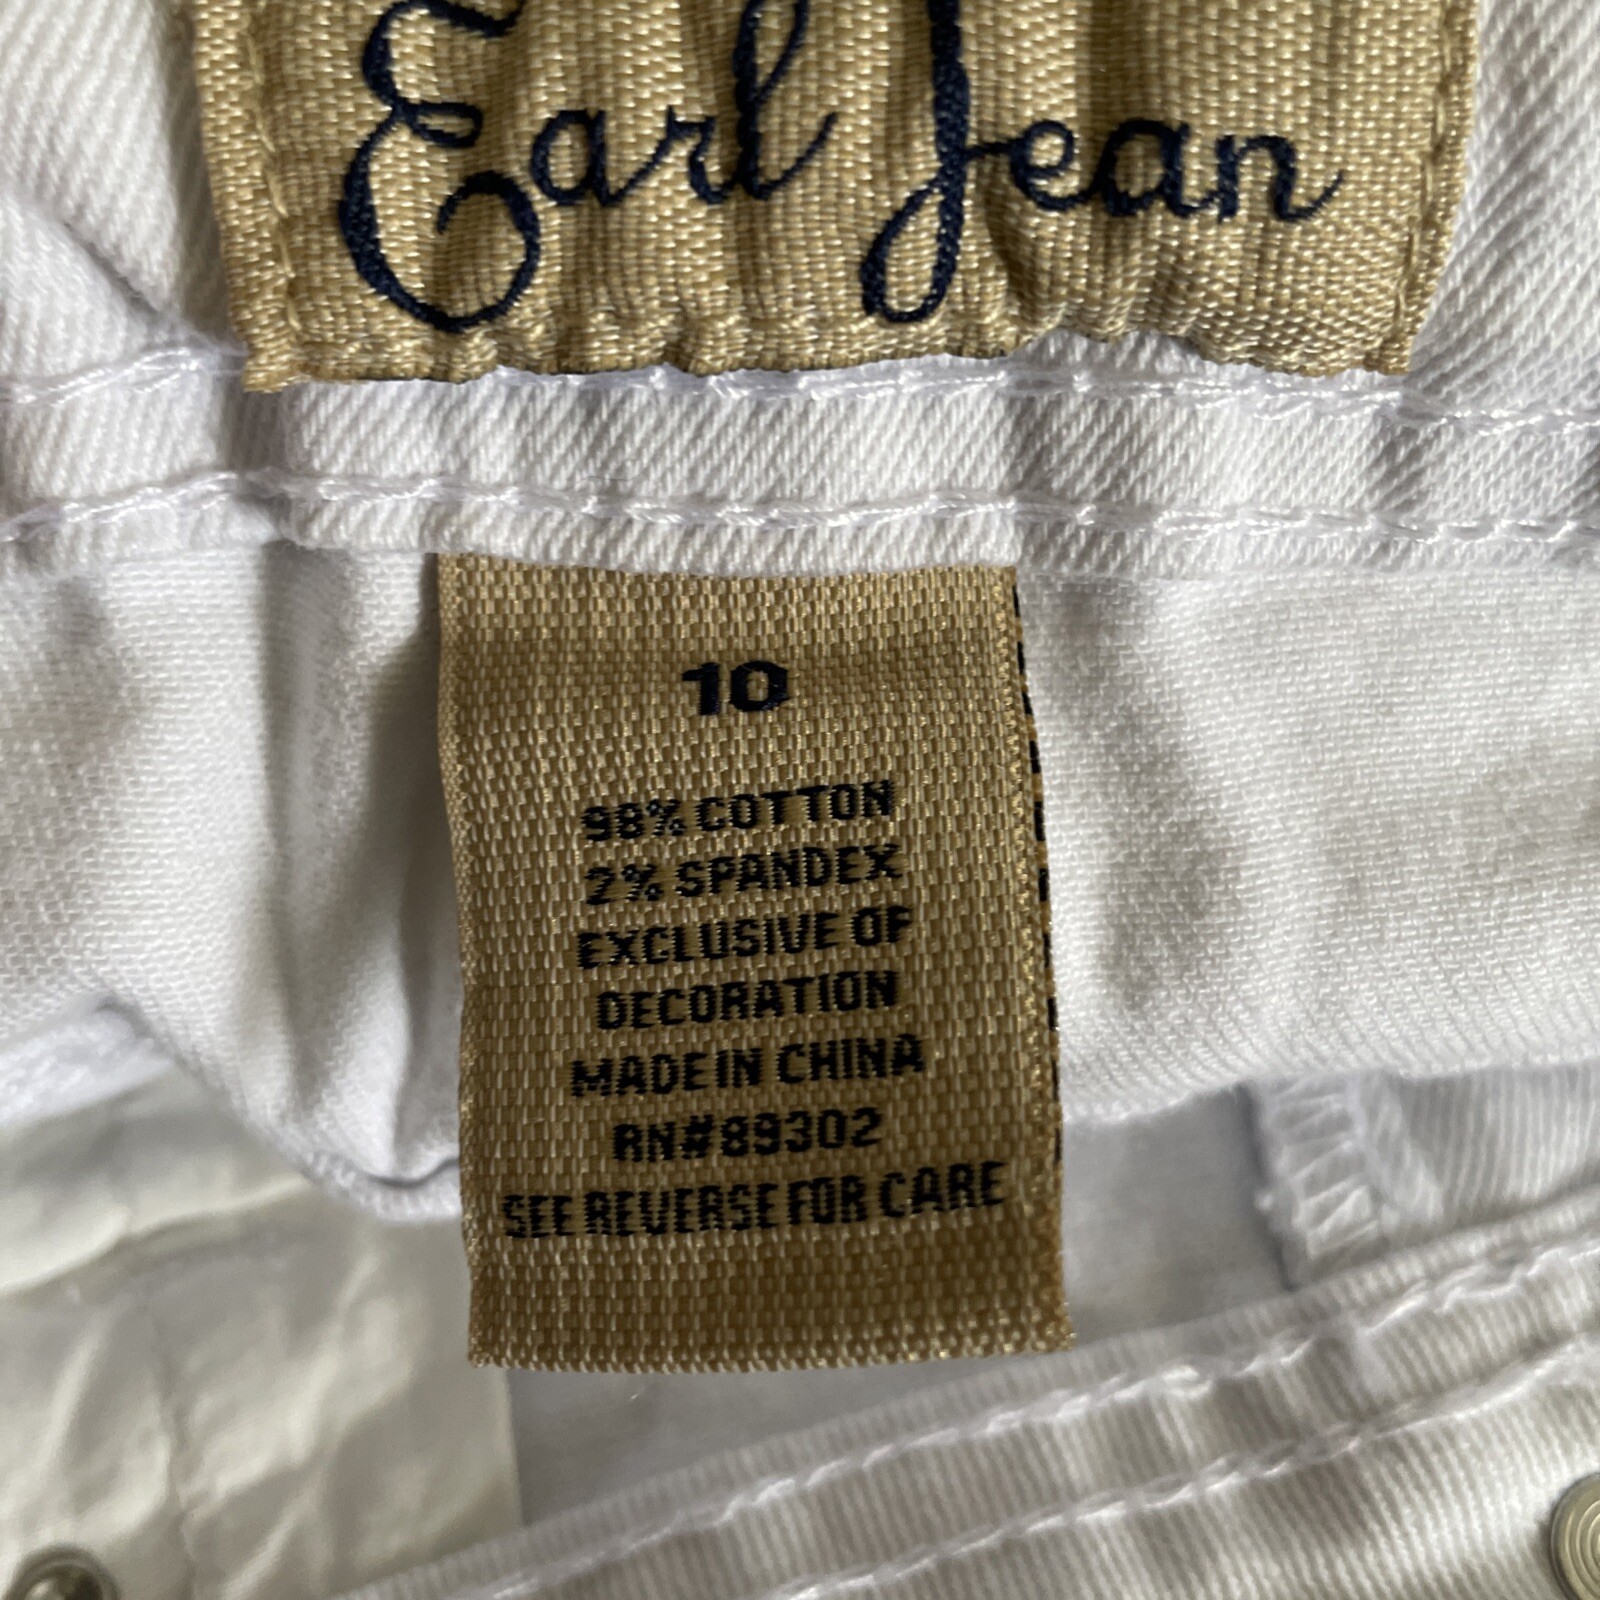 Earl Jean
10
98% COTTON
2% SPANDEX
EXCLUSIVE OF
DECORATION
MADE IN CHINA
RN#89302
SEE REVERSE FOR CARE